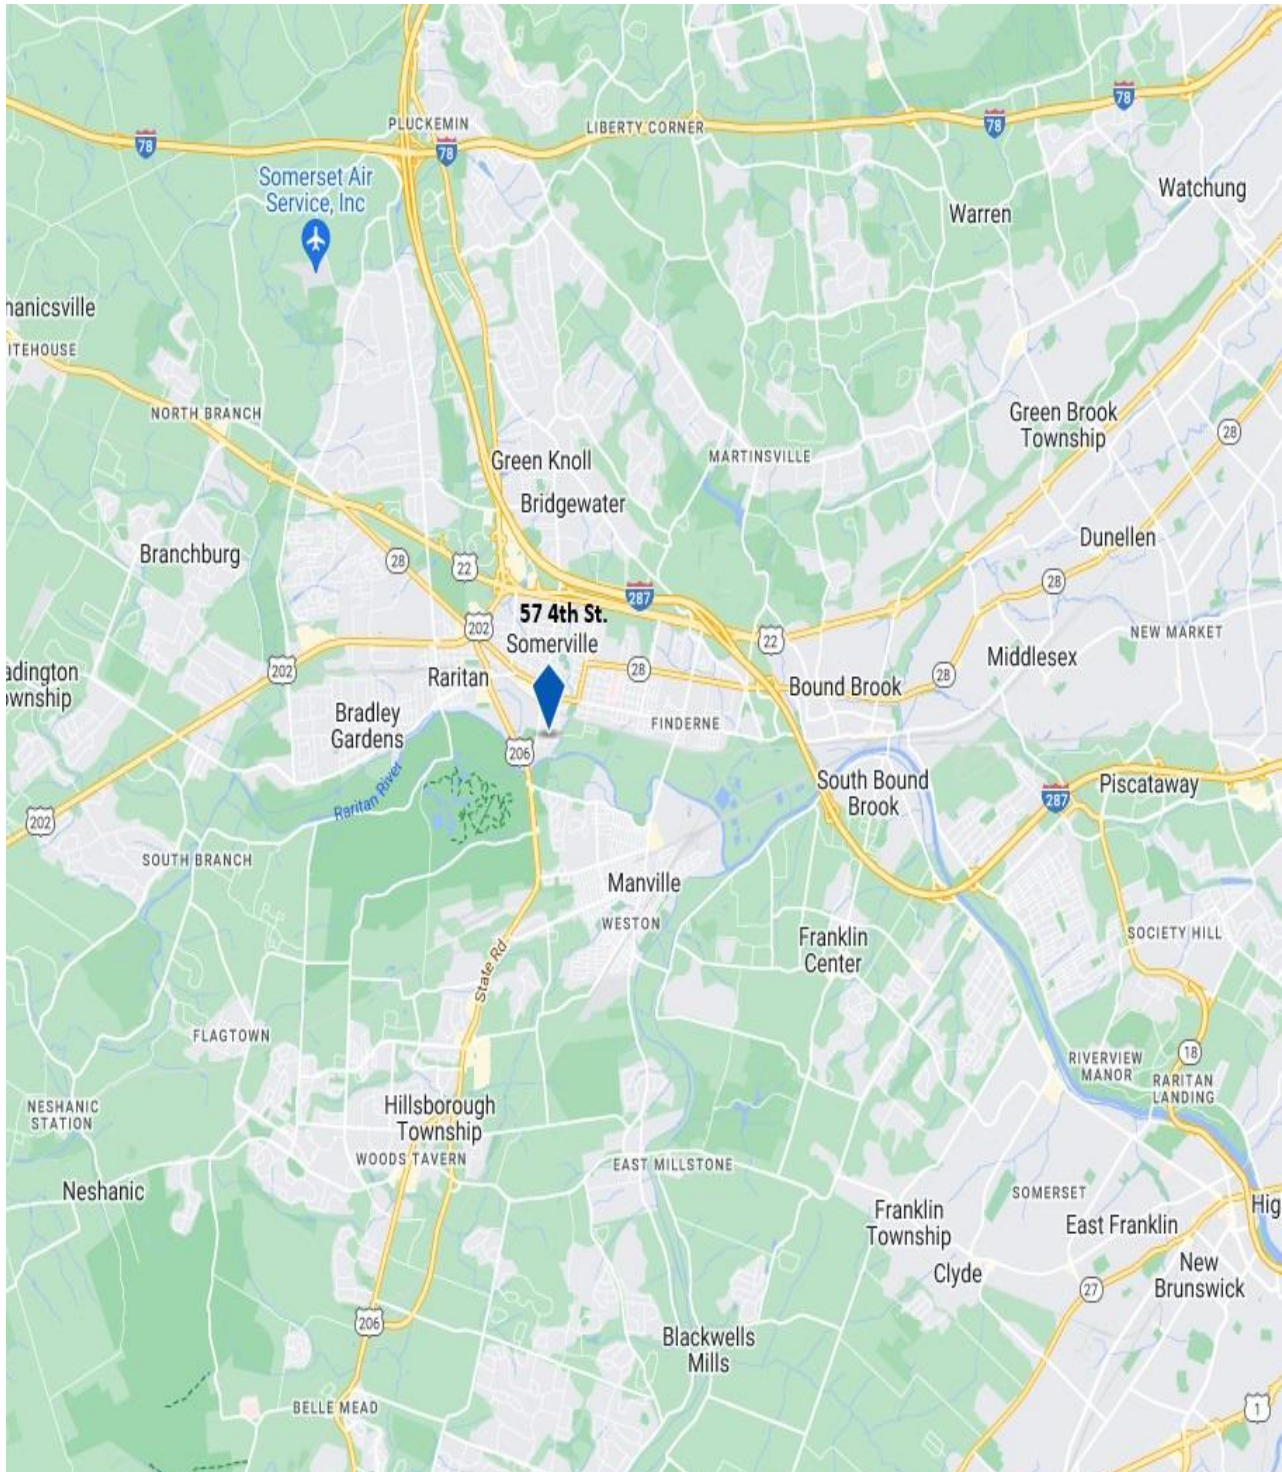 78
PLUCKEMIN
78
LIBERTY CORNER
78
78
Somerset Air
Service, Inc
Watchung
Warren
hanicsville
ITEHOUSE
NORTH BRANCH
Green Brook
Township
28
Green Knoll
MARTINSVILLE
Bridgewater
Branchburg
28
22
Dunellen
28
287
57 4th St.
Somerville
202
22
NEW MARKET
adington
ownship
202
Raritan
28
Middlesex
Bound Brook
28
Bradley
Gardens
FINDERNE
206
Raritan River
South Bound
Brook
287
Piscataway
202
SOUTH BRANCH
Manville
WESTON
Franklin
Center
SOCIETY HILL
State Rd
FLAGTOWN
18
RIVERVIEW
MANOR
RARITAN
LANDING
NESHANIC
STATION
Hillsborough
Township
WOODS TAVERN
EAST MILLSTONE
Neshanic
SOMERSET
Franklin
Township
East Franklin
Hig
Clyde
New
Brunswick
27
206
Blackwells
Mills
BELLE MEAD
1